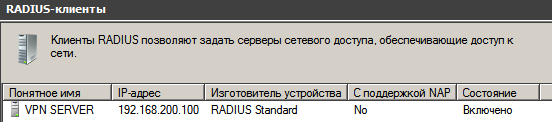 RADIUS-клиенты
Клиенты RADIUS позволяют задать серверы сетевого доступа, обеспечивающие доступ к
сети.
Понятное имя IP-адрес Изготовитель устройства С поддержкой NAP Состояние
VPN SERVER 192.168.200.100 RADIUS Standard No Включено